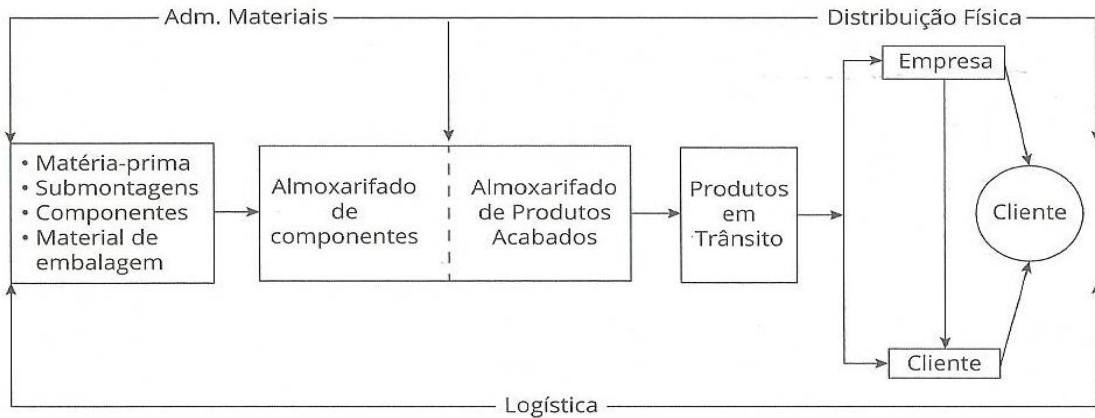 Adm. Materiais
Distribuição Física
• Matéria-prima
• Submontagens
• Componentes
• Material de
embalagem
Almoxarifado
de
componentes
Almoxarifado
de Produtos
Acabados
Produtos
em
Trânsito
Empresa
Cliente
Cliente
Logística